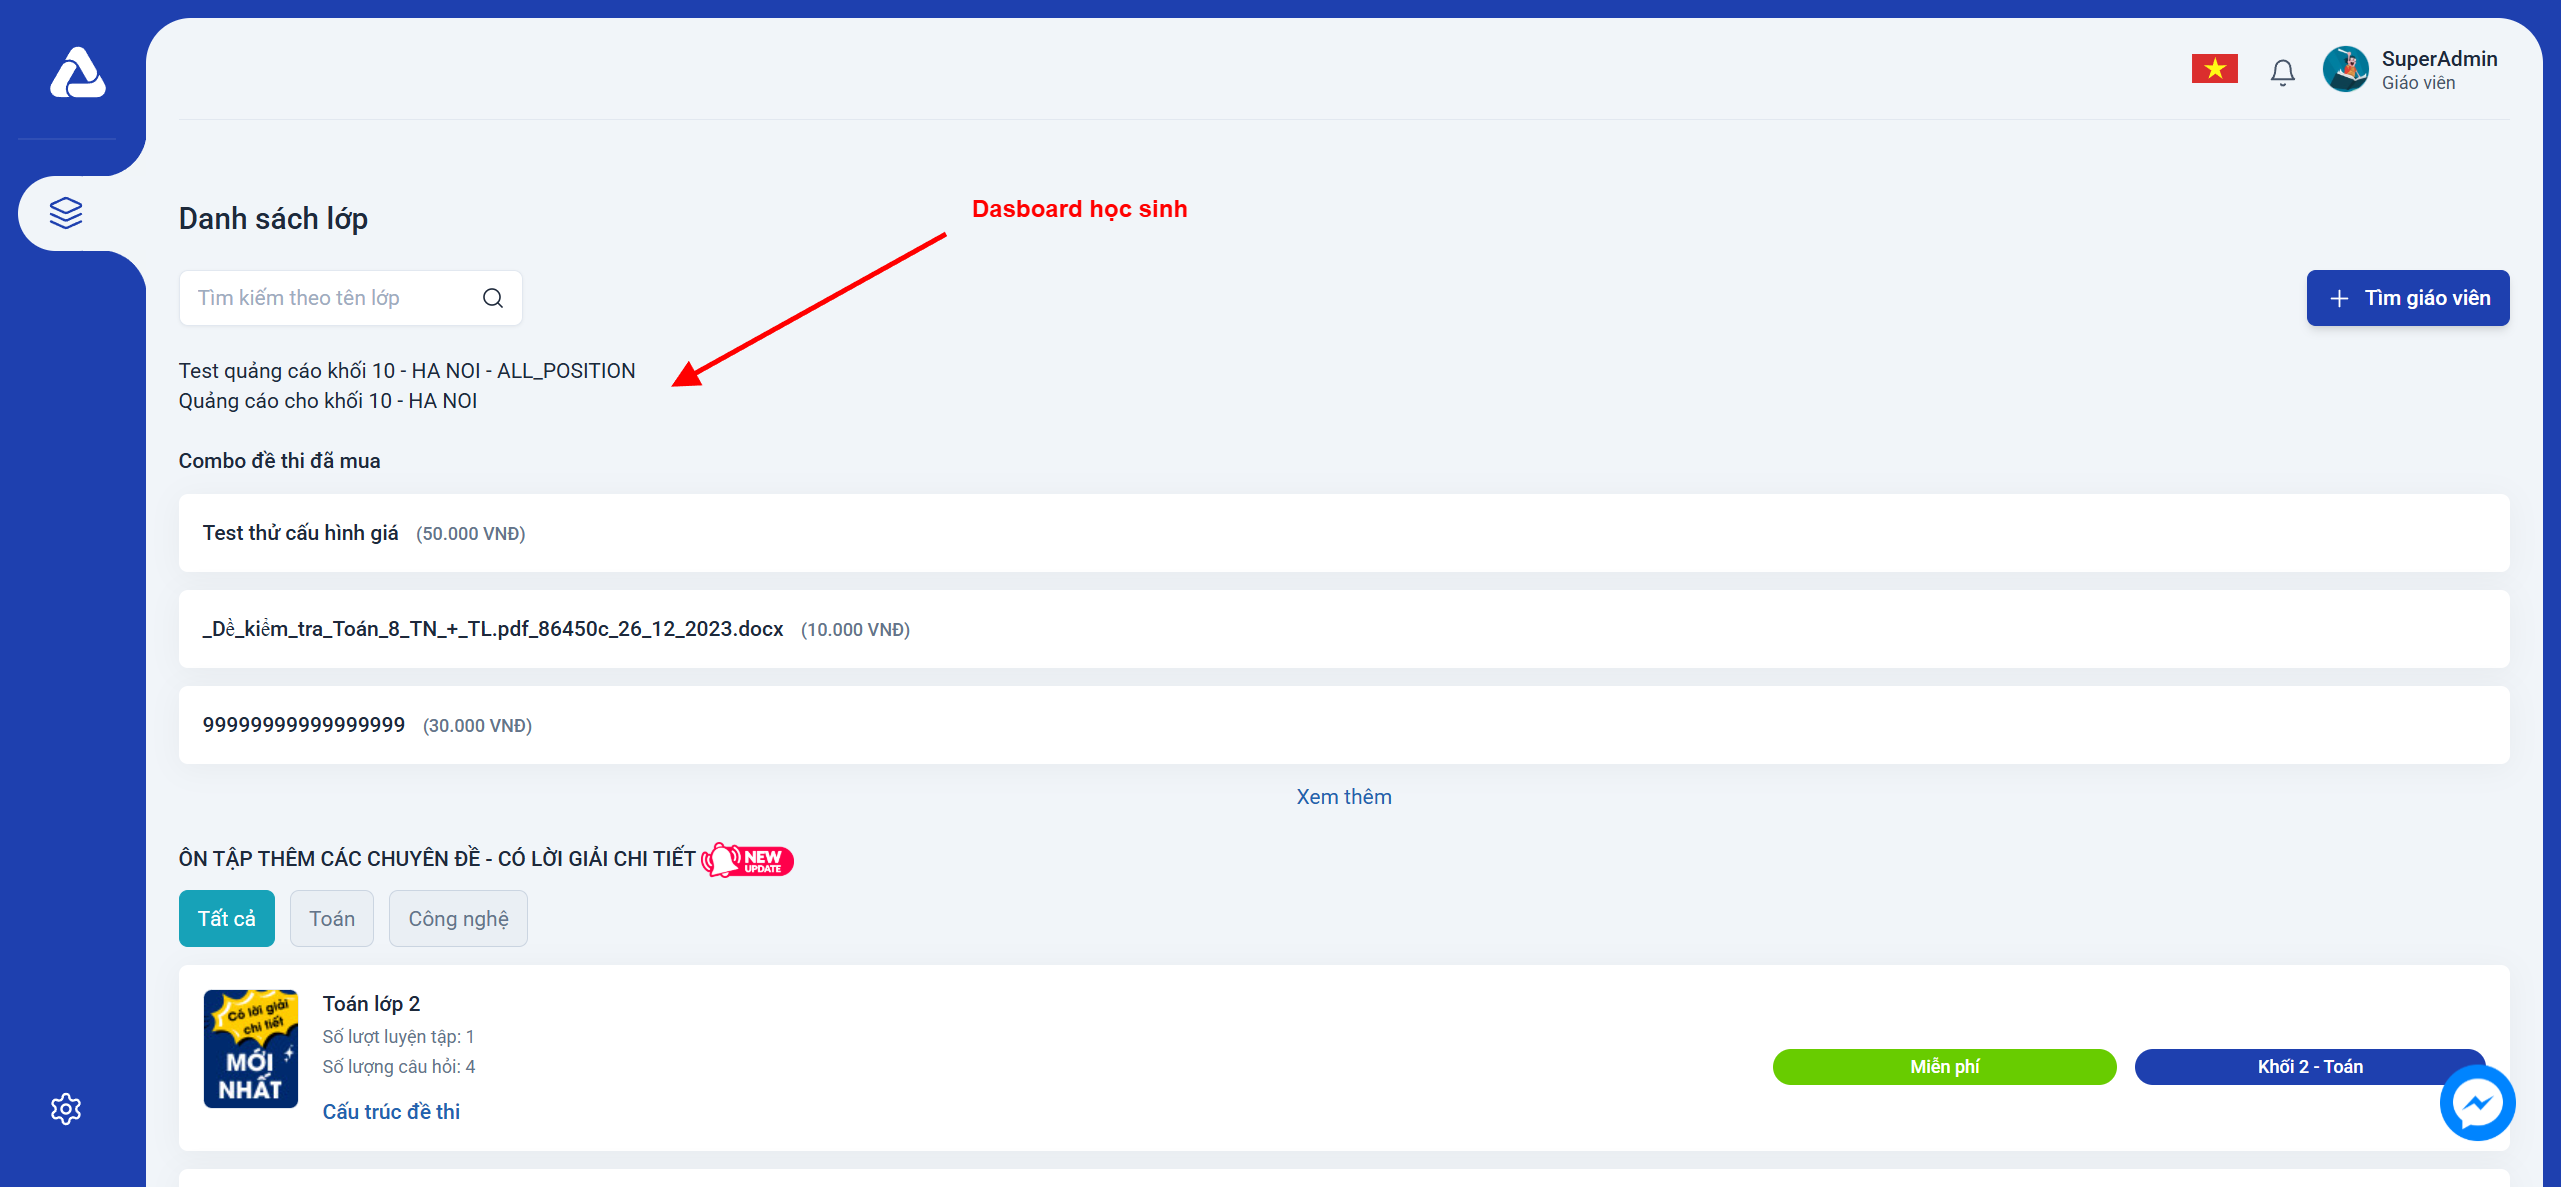 SuperAdmin
Giáo viên
Danh sách lớp
Dasboard học sinh
Tìm kiếm theo tên lớp
Tìm giáo viên
Test quảng cáo khối 10 - HA NOI - ALL_POSITION
Quảng cáo cho khối 10 - HA NOI
Combo đề thi đã mua
Test thử cấu hình giá (50.000 VNĐ)
_Dề_kiểm_tra_Toán_8_TN_+_TL.pdf_86450c_26_12_2023.docx (10.000 VNĐ)
99999999999999999 (30.000 VNĐ)
Xem thêm
ÔN TẬP THÊM CÁC CHUYÊN ĐỀ - CÓ LỜI GIẢI CHI TIẾT NEW UPDATE
Tất cả Toán Công nghệ
Có lời giải
chi tiết
MỚI
NHẤT
Toán lớp 2
Số lượt luyện tập: 1
Số lượng câu hỏi: 4
Cấu trúc đề thi
Miễn phí
Khối 2 - Toán